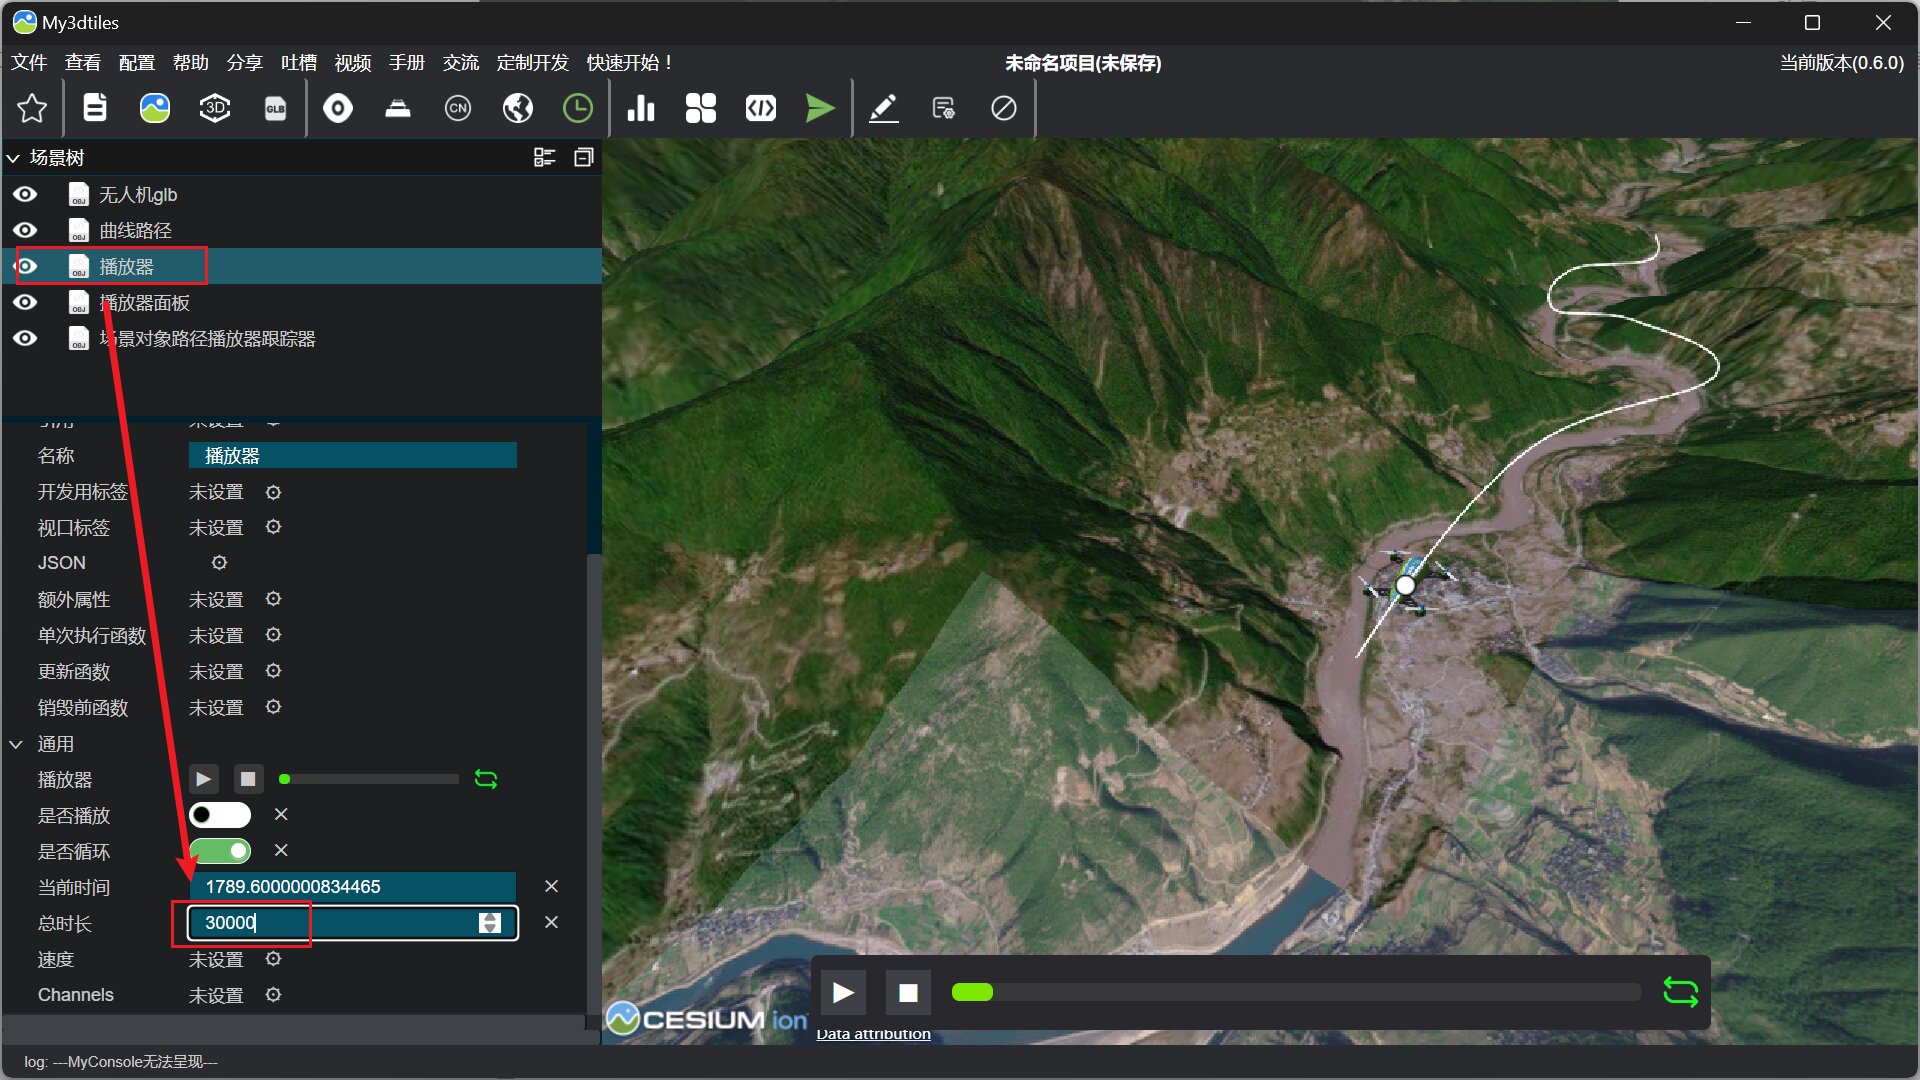 My3dtiles
文件 查看 配置 帮助 分享 吐槽 视频 手册 交流 定制开发 快速开始！ 未命名项目(未保存) 当前版本(0.6.0)
3D GLB CN
场景树
OBJ 无人机glb
OBJ 曲线路径
OBJ 播放器
OBJ 播放器面板
OBJ 场景对象路径播放器跟踪器
名称 播放器
开发用标签 未设置
视口标签 未设置
JSON
额外属性 未设置
单次执行函数 未设置
更新函数 未设置
销毁前函数 未设置
通用
播放器
是否播放
是否循环
当前时间 1789.6000000834465
总时长 30000
速度 未设置
Channels 未设置
CESIUM ion
Data attribution
log: ---MyConsole无法呈现---